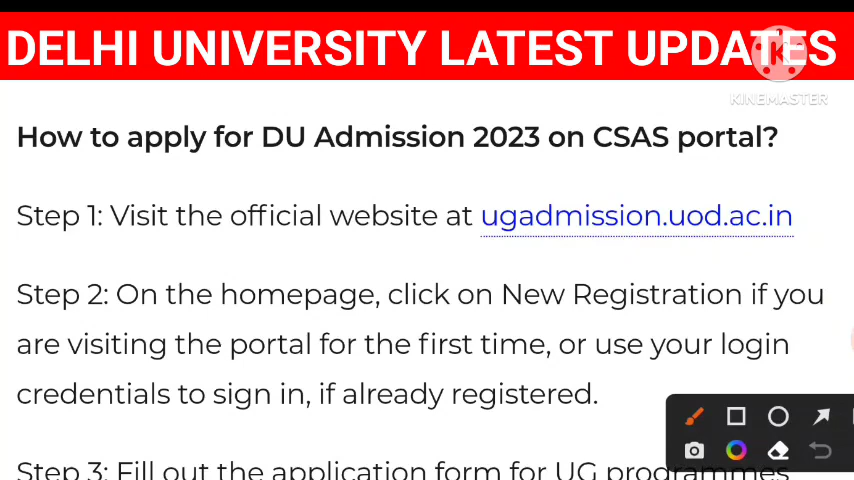 DELHI UNIVERSITY LATEST UPDATES
K
KINEMASTER
How to apply for DU Admission 2023 on CSAS portal?
Step 1: Visit the official website at ugadmission.uod.ac.in
Step 2: On the homepage, click on New Registration if you
are visiting the portal for the first time, or use your login
credentials to sign in, if already registered.
Step 3: Fill out the application form for UG programmes